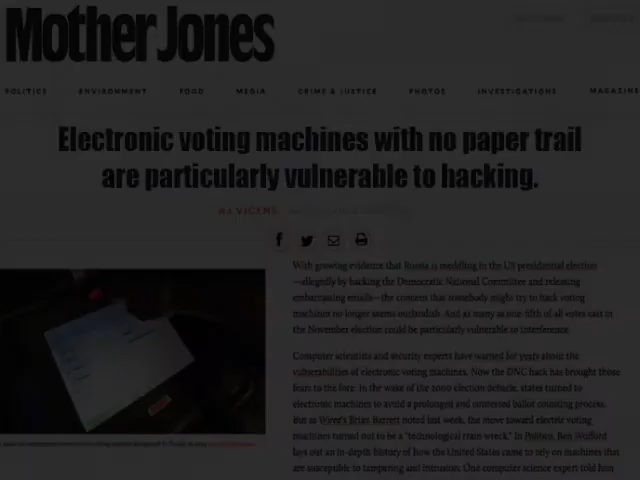 Mother Jones
POLITICS ENVIRONMENT FOOD MEDIA CRIME & JUSTICE PHOTOS INVESTIGATIONS MAGAZINE
Electronic voting machines with no paper trail
are particularly vulnerable to hacking.
VICENS
With growing evidence that Russia is meddling in the US presidential election
—allegedly by hacking the Democratic National Committee and releasing
embarrassing emails—the concern that somebody might try to hack voting
machines no longer seems outlandish. And as many as one-fifth of all votes cast in
the November election could be particularly vulnerable to interference.
Computer scientists and security experts have warned for years about the
vulnerabilities of electronic voting machines. Now the DNC hack has brought those
fears to the fore. In the wake of the 2000 election debacle, states turned to
electronic machines to avoid a prolonged and contested ballot counting process.
But as Wired's Brian Barrett noted last week, the move toward electronic voting
machines turned out to be a "technological train wreck." In Politico, Ben Wofford
lays out an in-depth history of how the United States came to rely on machines that
are susceptible to tampering and intrusion. One computer science expert told him